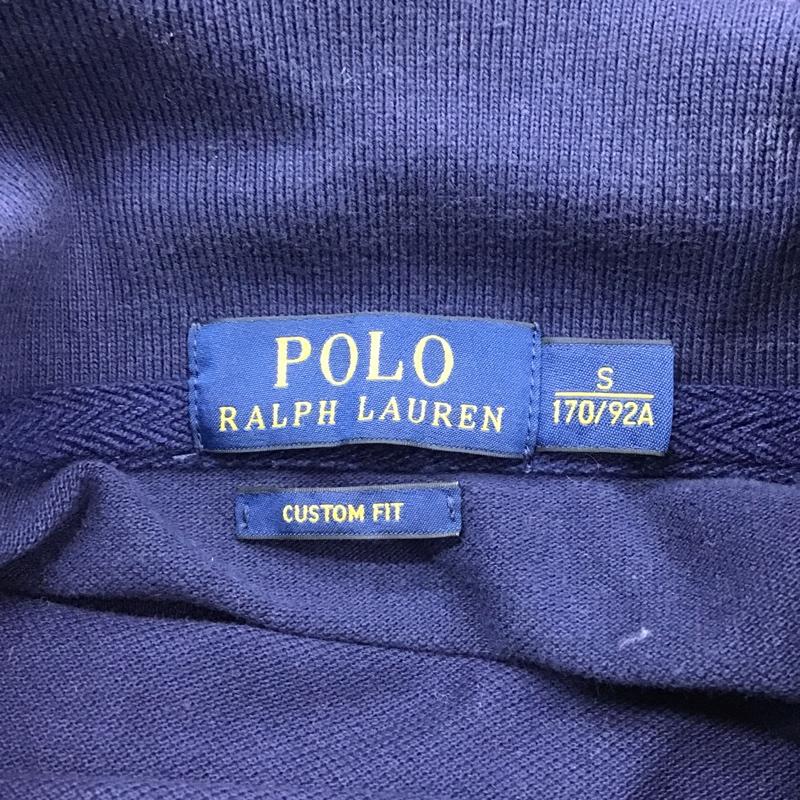 POLO
RALPH LAUREN
S
170/92A
CUSTOM FIT